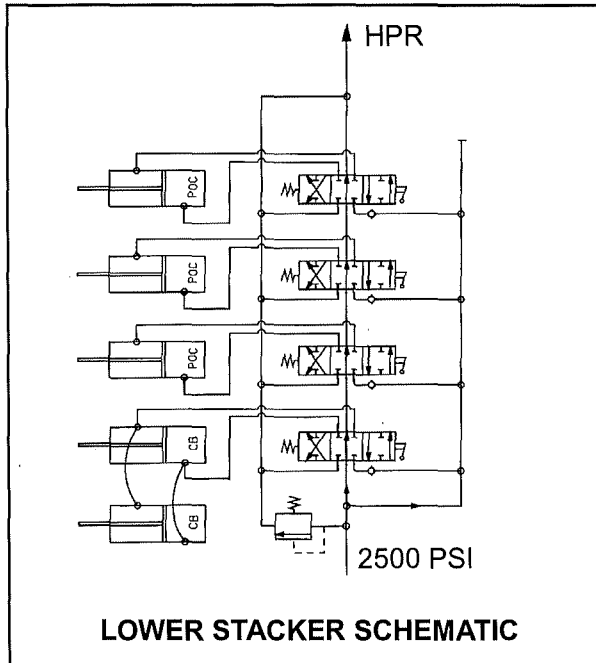 HPR
POC
POC
POC
CB
CB
2500 PSI
LOWER STACKER SCHEMATIC